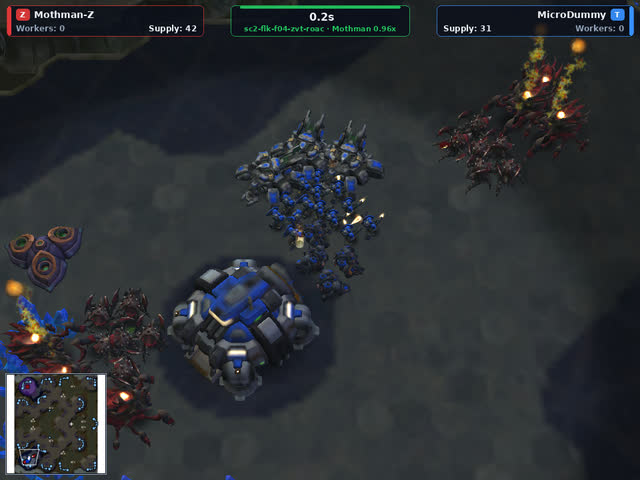 Z Mothman-Z
Workers: 0 Supply: 42
0.2s
sc2-flk-f04-zvt-roac · Mothman 0.96x
MicroDummy T
Supply: 31 Workers: 0